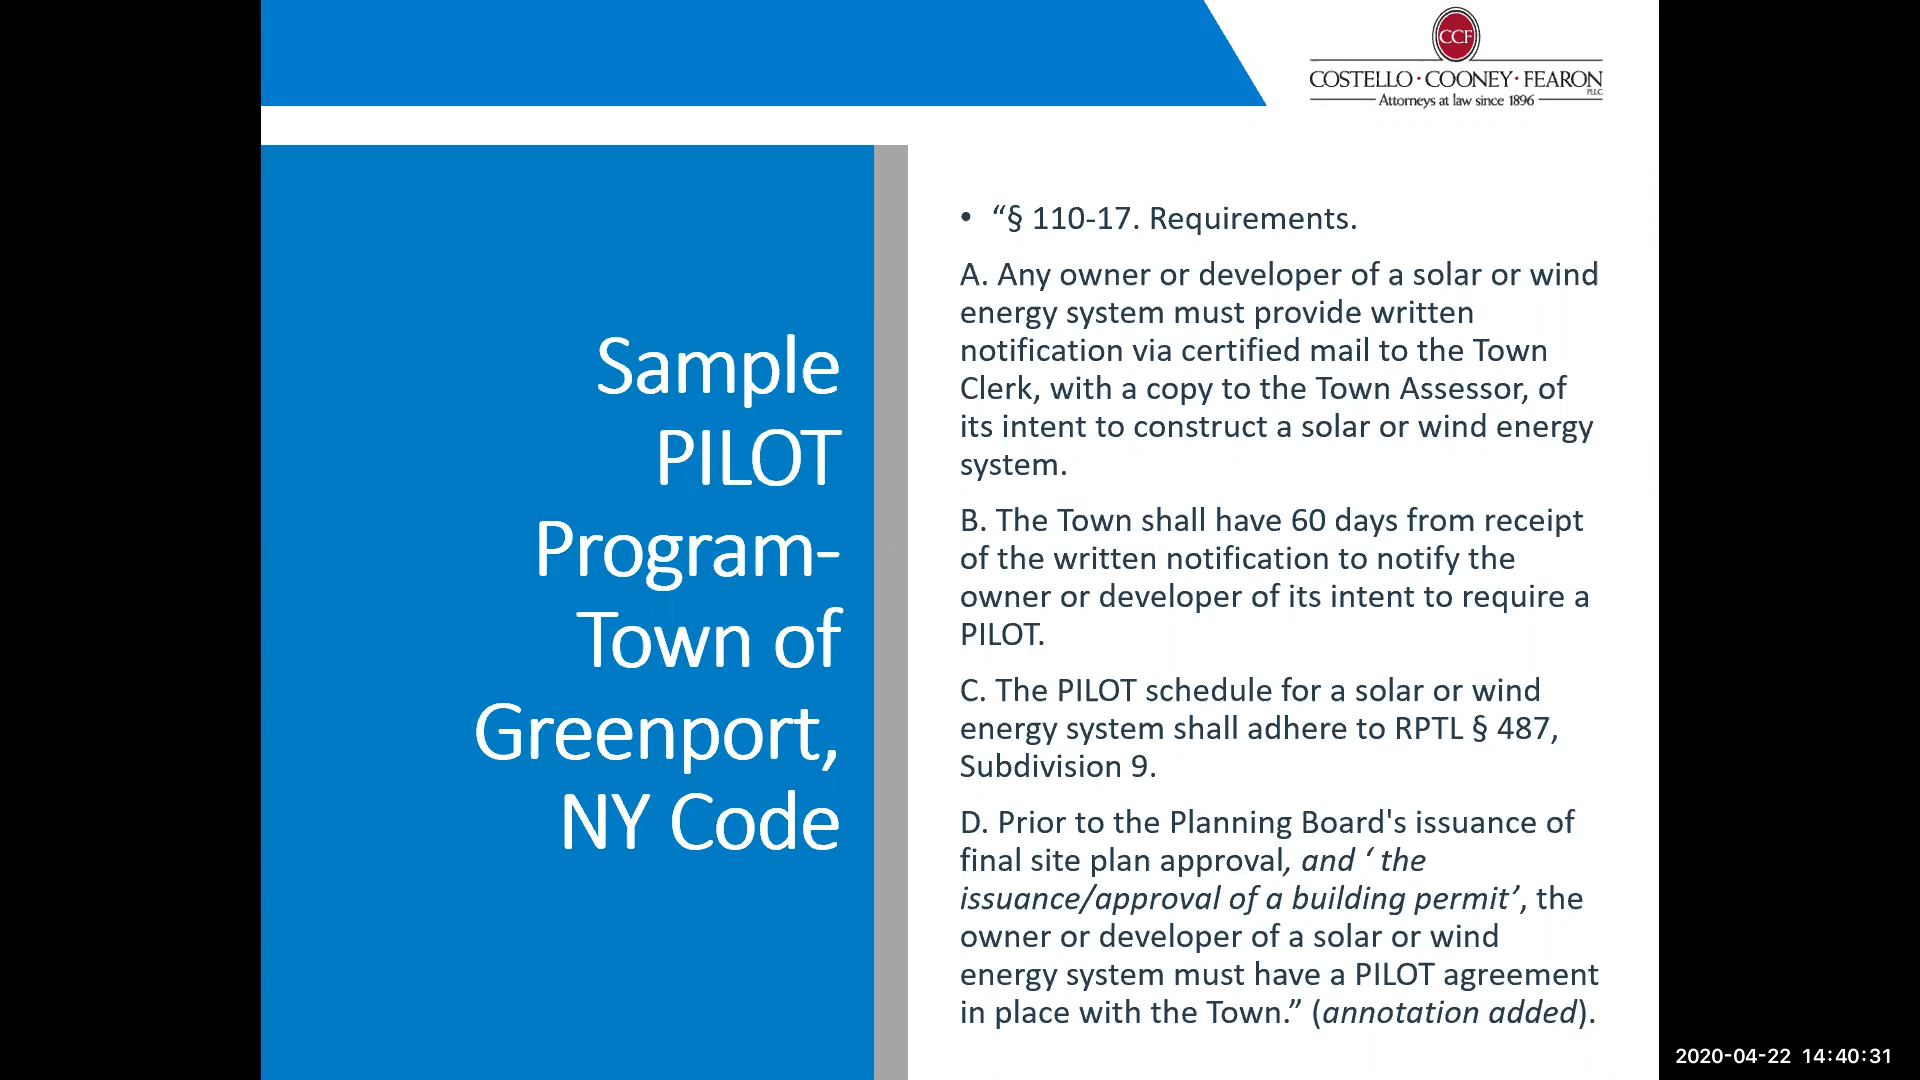 CCF
COSTELLO · COONEY · FEARON
PLLC
Attorneys at law since 1896
Sample
PILOT
Program-
Town of
Greenport,
NY Code
• “§ 110-17. Requirements.
A. Any owner or developer of a solar or wind
energy system must provide written
notification via certified mail to the Town
Clerk, with a copy to the Town Assessor, of
its intent to construct a solar or wind energy
system.
B. The Town shall have 60 days from receipt
of the written notification to notify the
owner or developer of its intent to require a
PILOT.
C. The PILOT schedule for a solar or wind
energy system shall adhere to RPTL § 487,
Subdivision 9.
D. Prior to the Planning Board's issuance of
final site plan approval, and ‘ the
issuance/approval of a building permit’, the
owner or developer of a solar or wind
energy system must have a PILOT agreement
in place with the Town.” (annotation added).
2020-04-22 14:40:31